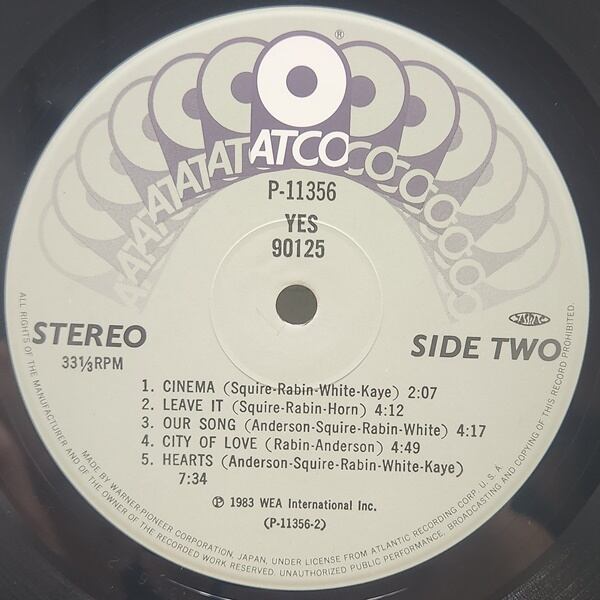 ®
ATCO
P-11356
YES
90125
STEREO
33⅓RPM
JASRAC
SIDE TWO
1. CINEMA (Squire-Rabin-White-Kaye) 2:07
2. LEAVE IT (Squire-Rabin-Horn) 4:12
3. OUR SONG (Anderson-Squire-Rabin-White) 4:17
4. CITY OF LOVE (Rabin-Anderson) 4:49
5. HEARTS (Anderson-Squire-Rabin-White-Kaye)
7:34
℗ 1983 WEA International Inc.
(P-11356-2)
MADE BY WARNER-PIONEER CORPORATION, JAPAN, UNDER LICENSE FROM ATLANTIC RECORDING CORP. U.S.A.
ALL RIGHTS OF THE MANUFACTURER AND OF THE OWNER OF THE RECORDED WORK RESERVED. UNAUTHORIZED PUBLIC PERFORMANCE, BROADCASTING AND COPYING OF THIS RECORD PROHIBITED.